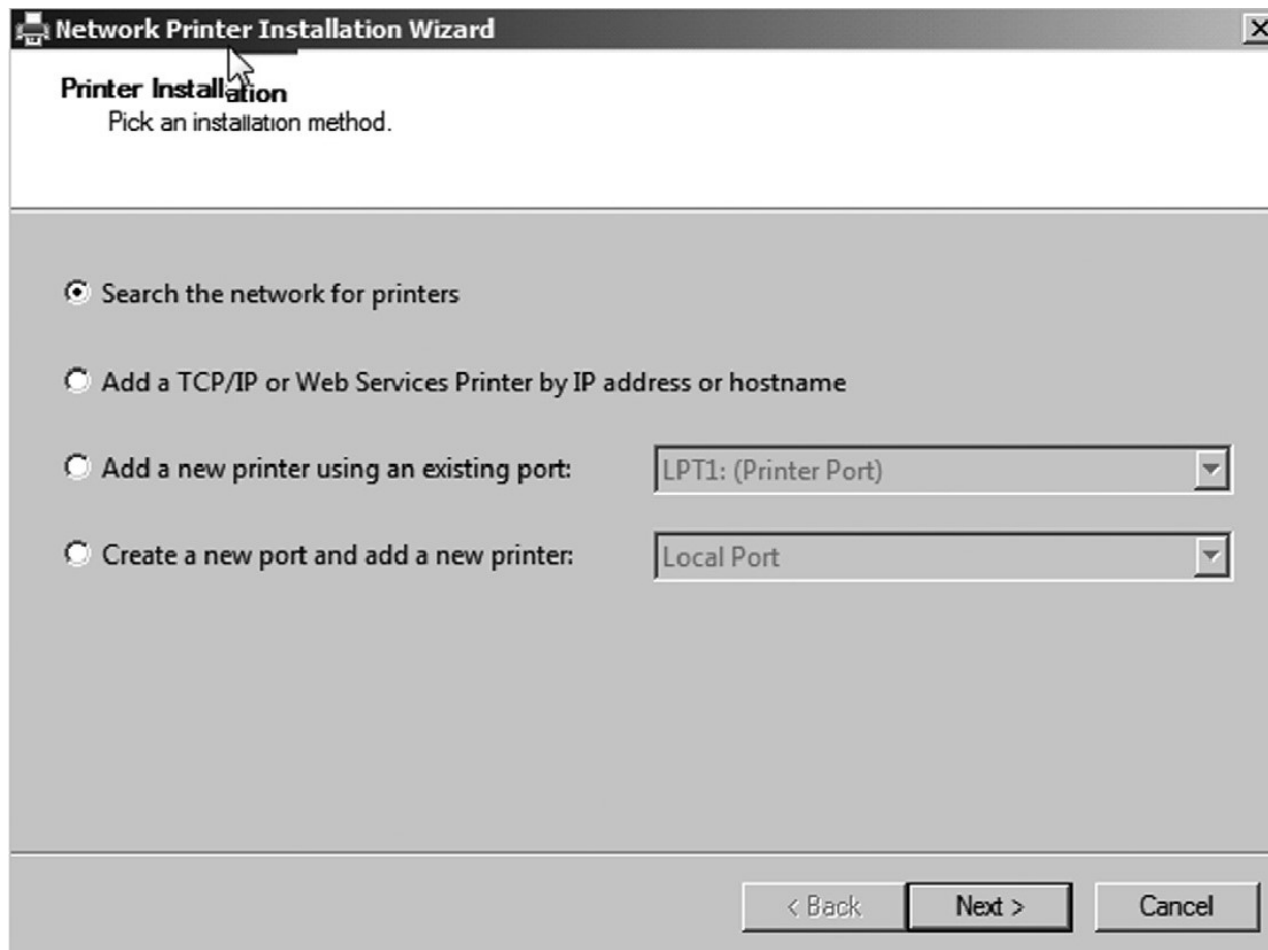 Network Printer Installation Wizard
Printer Installation
Pick an installation method.
Search the network for printers
Add a TCP/IP or Web Services Printer by IP address or hostname
Add a new printer using an existing port: LPT1: (Printer Port)
Create a new port and add a new printer: Local Port
< Back Next > Cancel